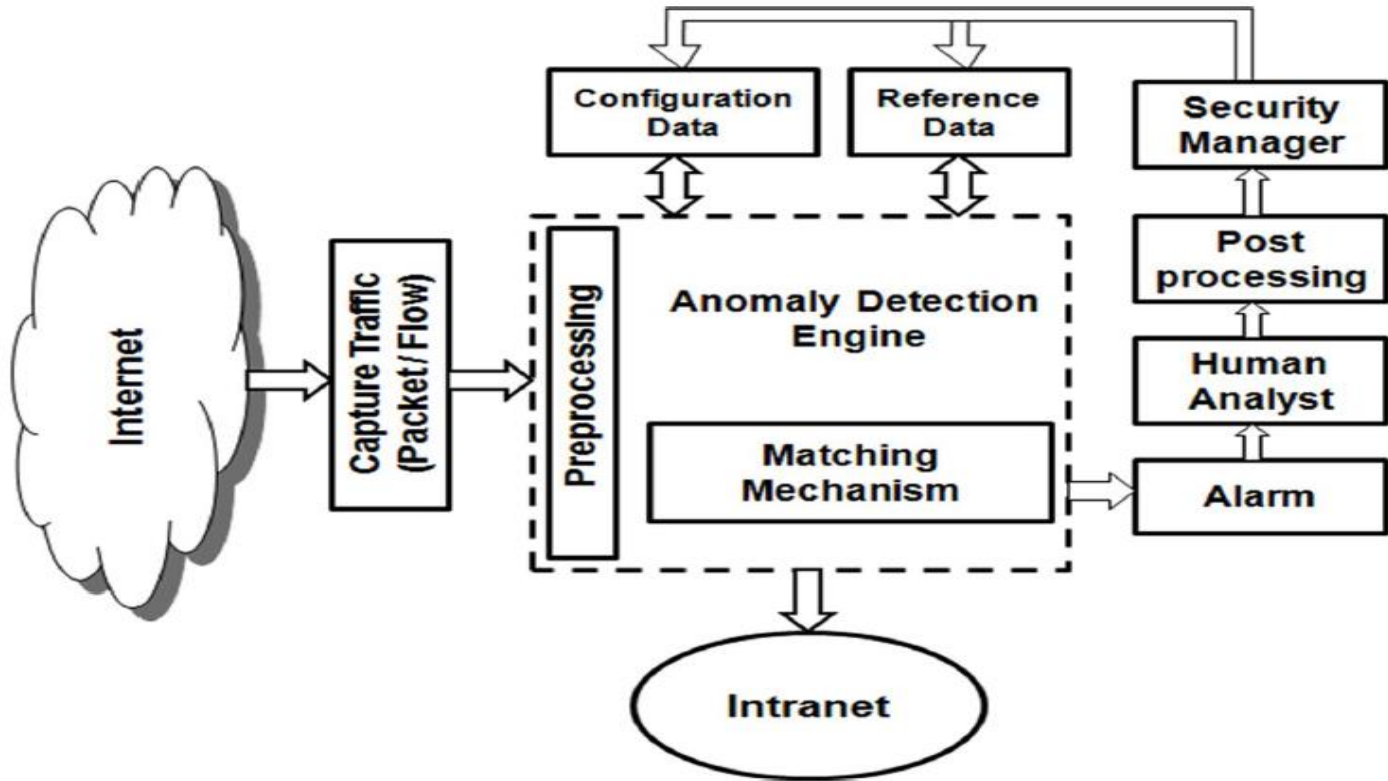 Configuration
Data
Reference
Data
Security
Manager
Internet
Capture Traffic
(Packet / Flow)
Preprocessing
Anomaly Detection
Engine
Matching
Mechanism
Post
processing
Human
Analyst
Alarm
Intranet